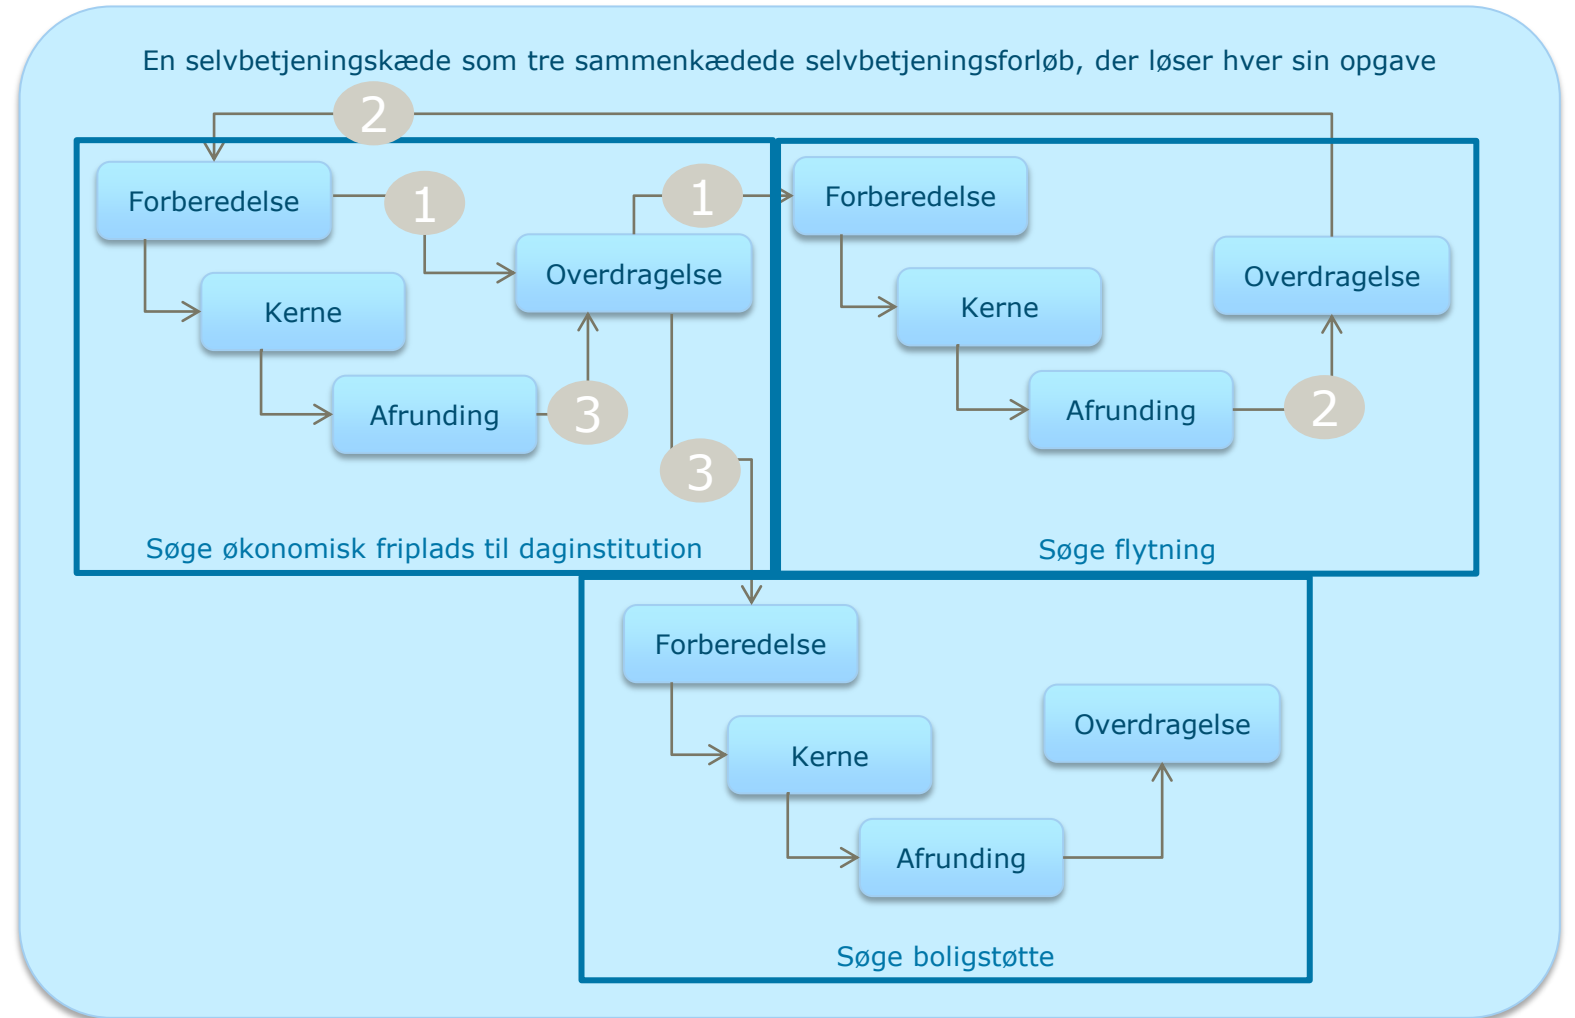 En selvbetjeningskæde som tre sammenkædede selvbetjeningsforløb, der løser hver sin opgave
2
Forberedelse
1
Overdragelse
Kerne
Afrunding
3
3
Søge økonomisk friplads til daginstitution
1
Forberedelse
Overdragelse
Kerne
Afrunding
2
Søge flytning
Forberedelse
Overdragelse
Kerne
Afrunding
Søge boligstøtte